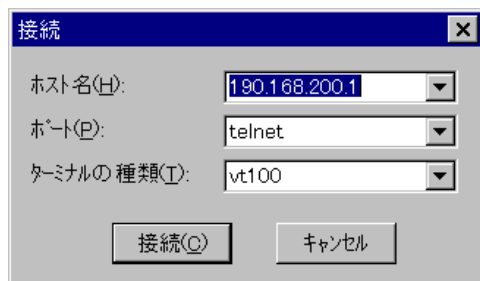 接続
ホスト名(H): 190.168.200.1
ポート(P): telnet
ターミナルの種類(T): vt100
接続(C) キャンセル